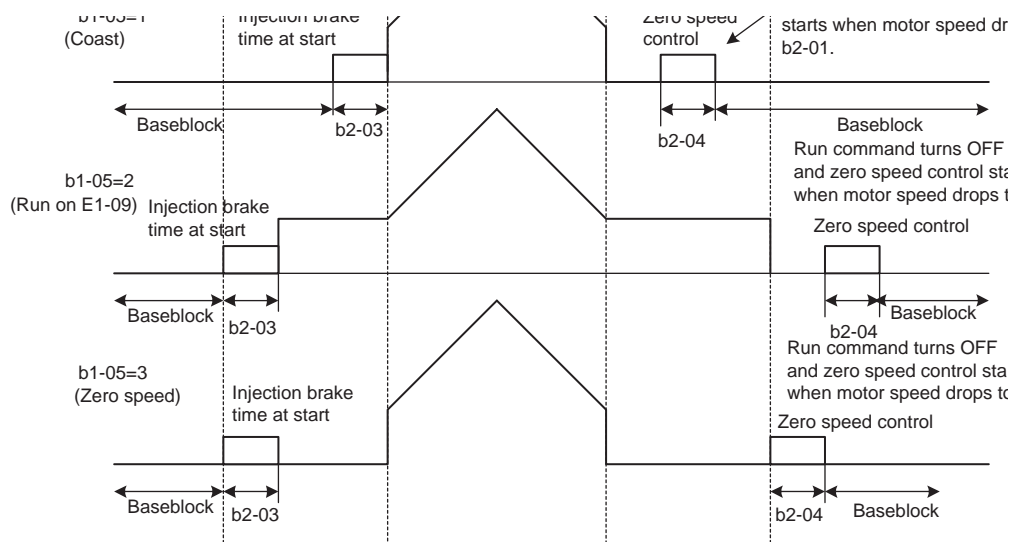 b1-05=1
(Coast)
Injection brake
time at start
Zero speed
control
starts when motor speed
b2-01.
Baseblock
b2-03
b2-04
Baseblock
b1-05=2
(Run on E1-09)
Injection brake
time at start
Run command turns OFF
and zero speed control
when motor speed drops
Zero speed control
Baseblock
b2-03
b2-04
Baseblock
b1-05=3
(Zero speed)
Injection brake
time at start
Run command turns OFF
and zero speed control
when motor speed drops
Zero speed control
Baseblock
b2-03
b2-04
Baseblock